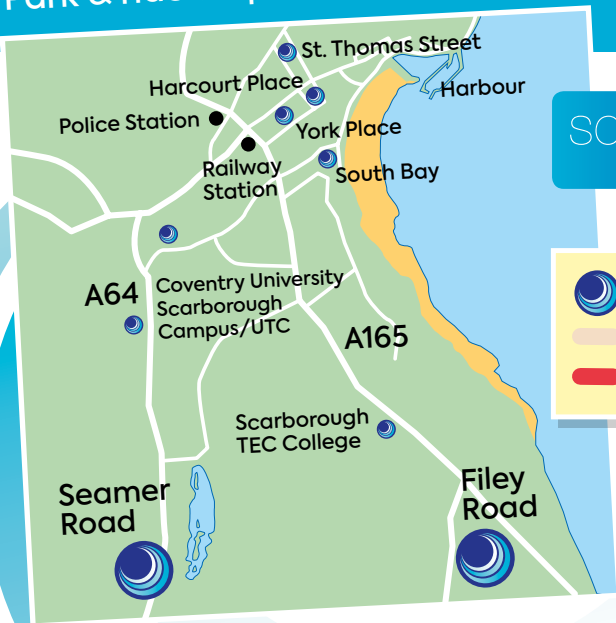 St. Thomas Street
Harcourt Place
Harbour
Police Station
York Place
Railway
Station
South Bay
A64
Coventry University
Scarborough
Campus/UTC
A165
Scarborough
TEC College
Seamer
Road
Filey
Road